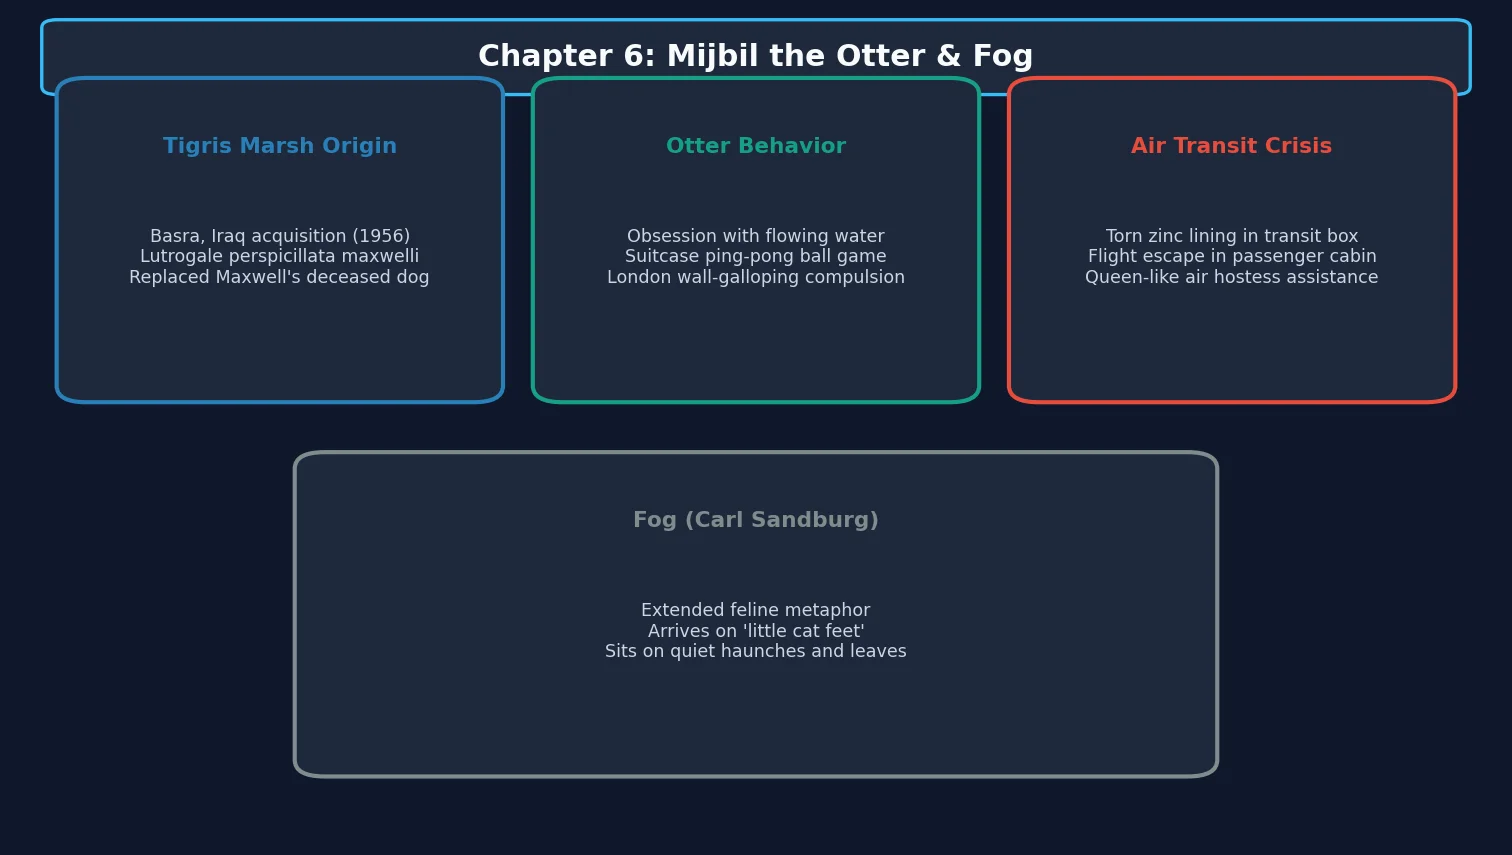 Chapter 6: Mijbil the Otter & Fog
Tigris Marsh Origin
Basra, Iraq acquisition (1956)
Lutrogale perspicillata maxwelli
Replaced Maxwell's deceased dog
Otter Behavior
Obsession with flowing water
Suitcase ping-pong ball game
London wall-galloping compulsion
Air Transit Crisis
Torn zinc lining in transit box
Flight escape in passenger cabin
Queen-like air hostess assistance
Fog (Carl Sandburg)
Extended feline metaphor
Arrives on 'little cat feet'
Sits on quiet haunches and leaves